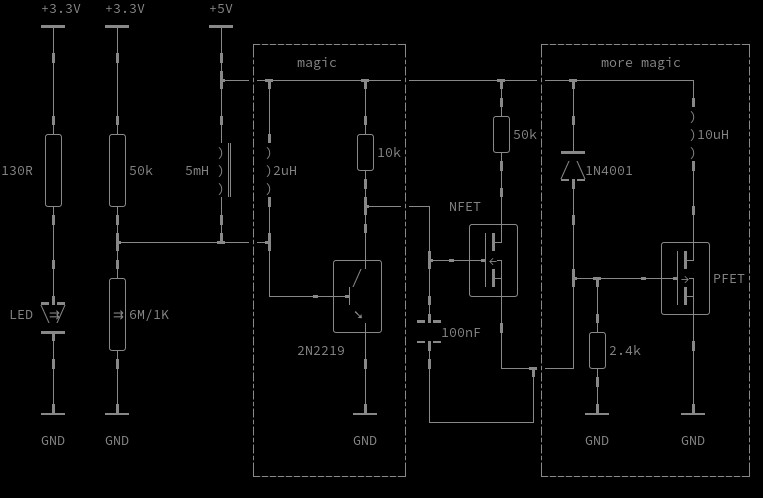 +3.3V +3.3V +5V
magic more magic
130R 50k 5mH 2uH 10k 50k 1N4001 10uH
NFET
PFET
LED 6M/1K 2N2219 100nF 2.4k
GND GND GND GND GND